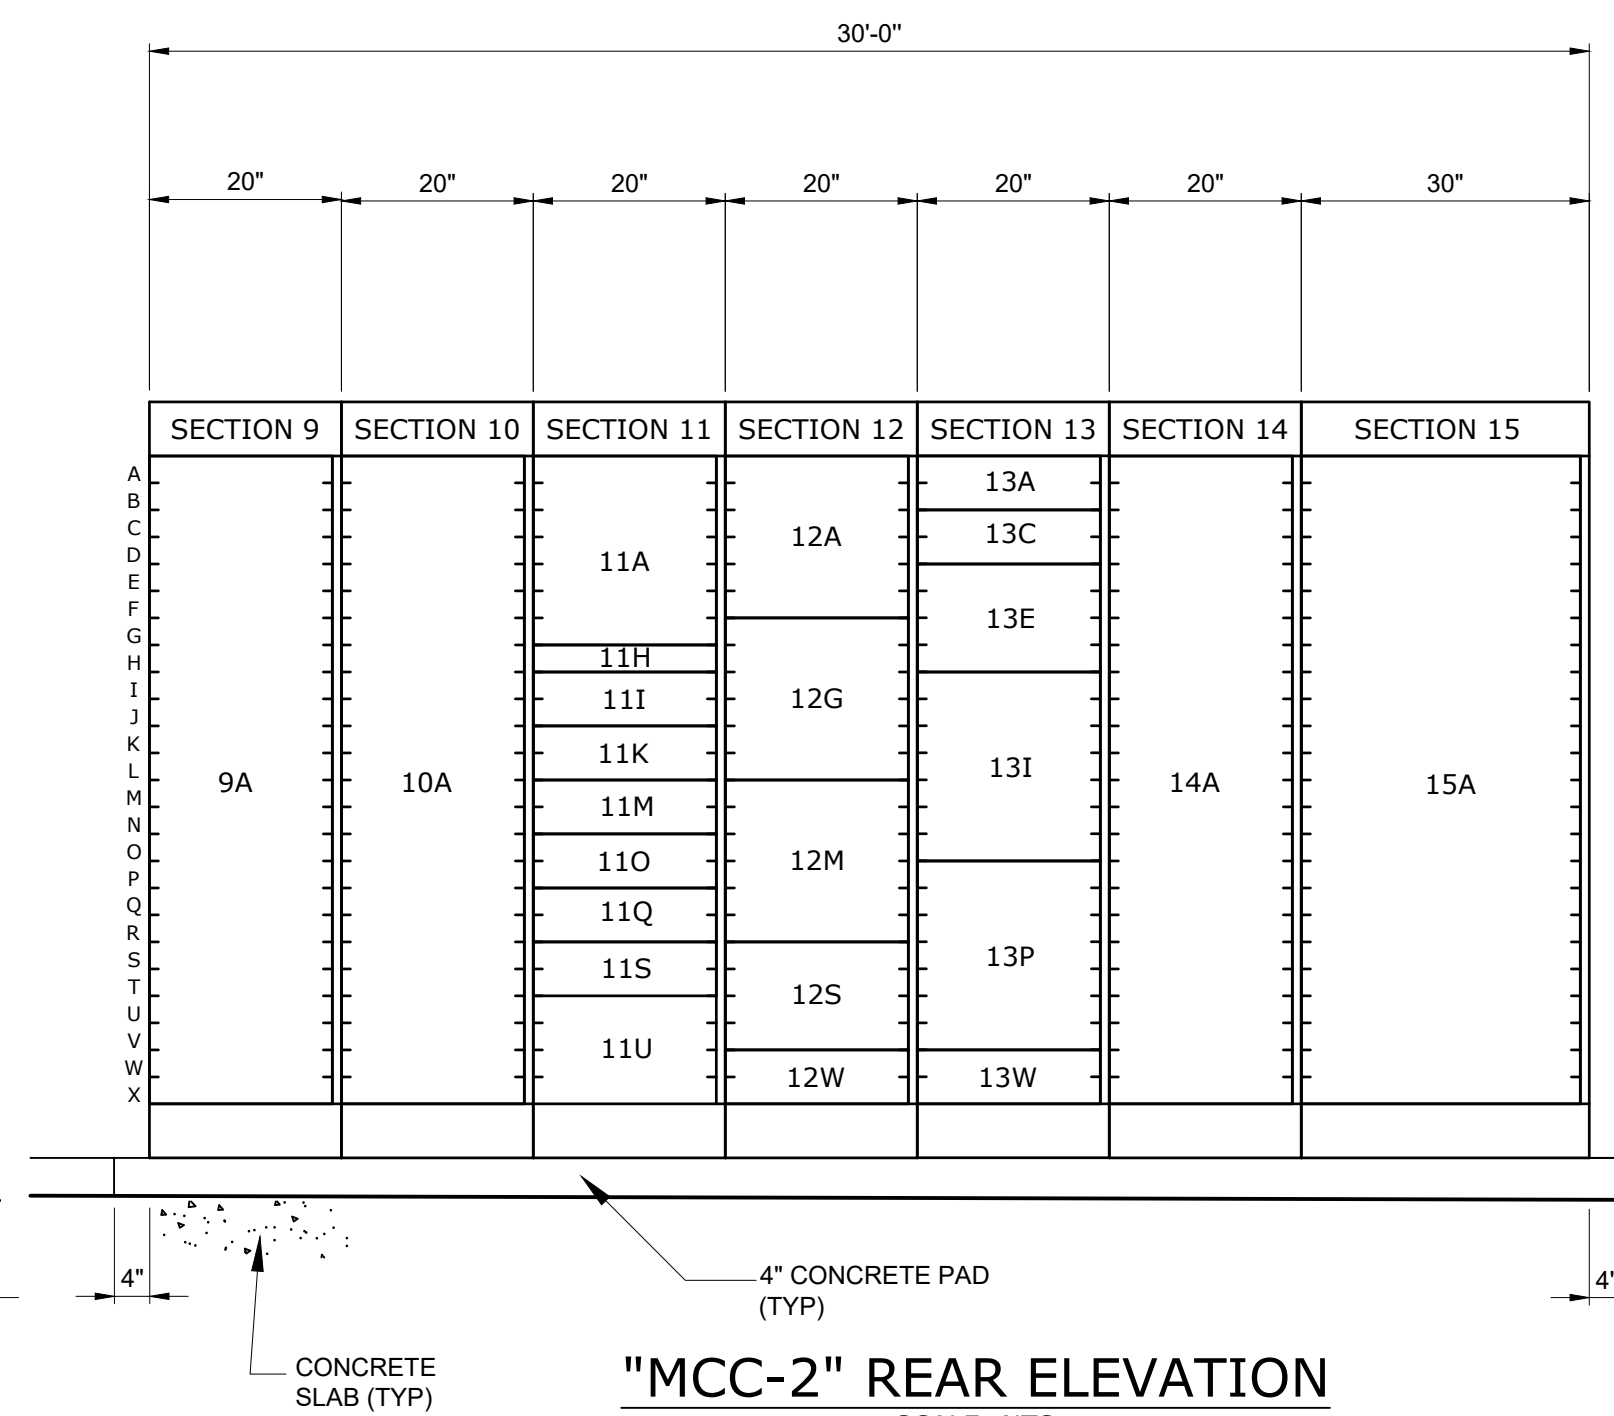 30'-0"
20" 20" 20" 20" 20" 20" 30"
SECTION 9 SECTION 10 SECTION 11 SECTION 12 SECTION 13 SECTION 14 SECTION 15
A
B
C
D
E
F
G
H
I
J
K
L
M
N
O
P
Q
R
S
T
U
V
W
X
9A
10A
11A
11H
11I
11K
11M
11O
11Q
11S
11U
12A
12G
12M
12S
12W
13A
13C
13E
13I
13P
13W
14A
15A
4"
4"
4" CONCRETE PAD
(TYP)
CONCRETE
SLAB (TYP)
"MCC-2" REAR ELEVATION